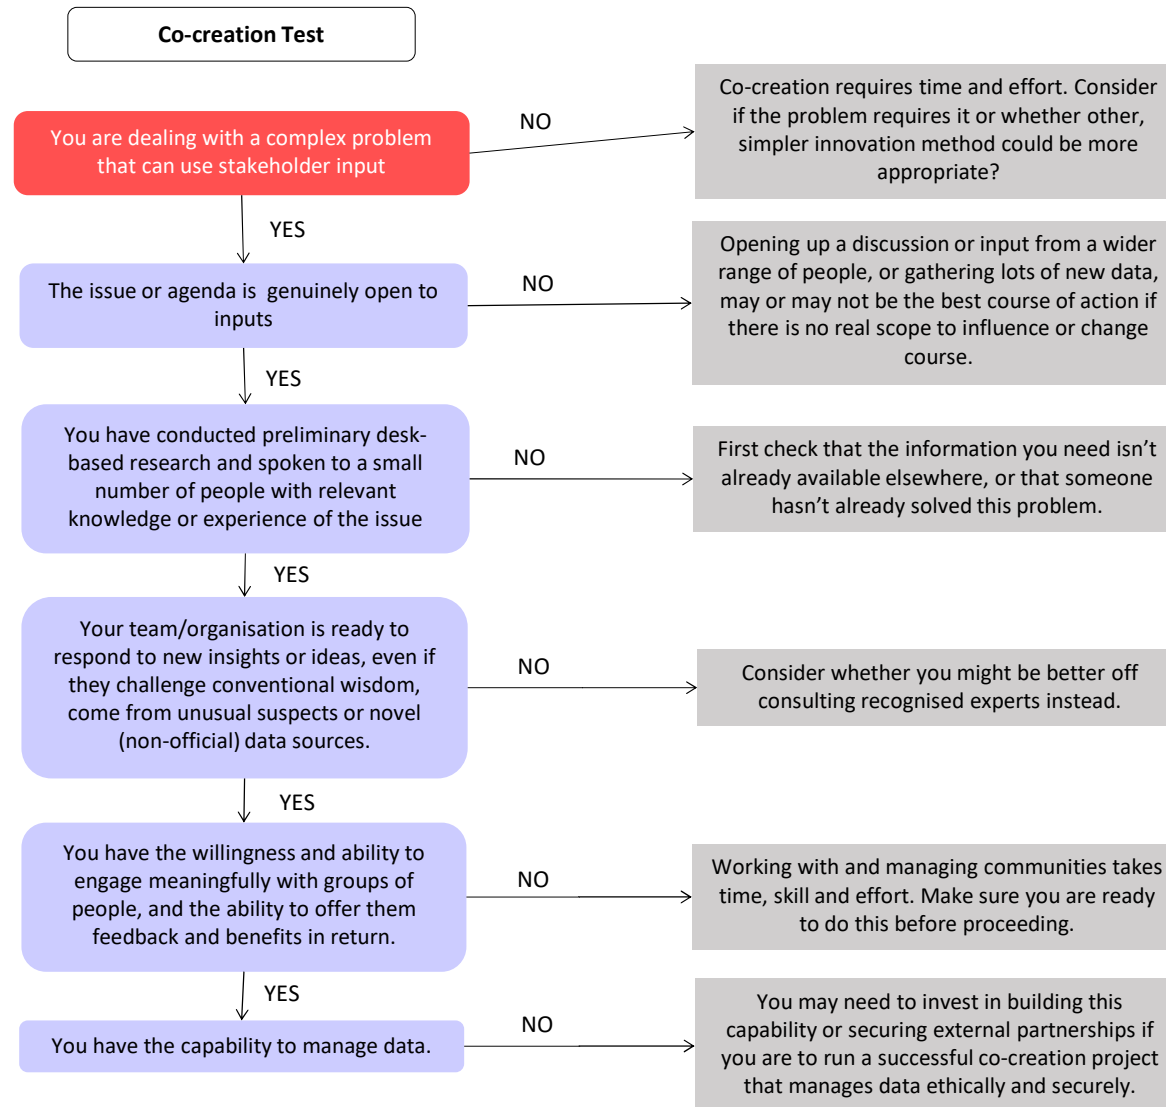 Co-creation Test
You are dealing with a complex problem
that can use stakeholder input
NO
Co-creation requires time and effort. Consider
if the problem requires it or whether other,
simpler innovation method could be more
appropriate?
YES
The issue or agenda is  genuinely open to
inputs
NO
Opening up a discussion or input from a wider
range of people, or gathering lots of new data,
may or may not be the best course of action if
there is no real scope to influence or change
course.
YES
You have conducted preliminary desk-
based research and spoken to a small
number of people with relevant
knowledge or experience of the issue
NO
First check that the information you need isn’t
already available elsewhere, or that someone
hasn’t already solved this problem.
YES
Your team/organisation is ready to
respond to new insights or ideas, even if
they challenge conventional wisdom,
come from unusual suspects or novel
(non-official) data sources.
NO
Consider whether you might be better off
consulting recognised experts instead.
YES
You have the willingness and ability to
engage meaningfully with groups of
people, and the ability to offer them
feedback and benefits in return.
NO
Working with and managing communities takes
time, skill and effort. Make sure you are ready
to do this before proceeding.
YES
You have the capability to manage data.
NO
You may need to invest in building this
capability or securing external partnerships if
you are to run a successful co-creation project
that manages data ethically and securely.